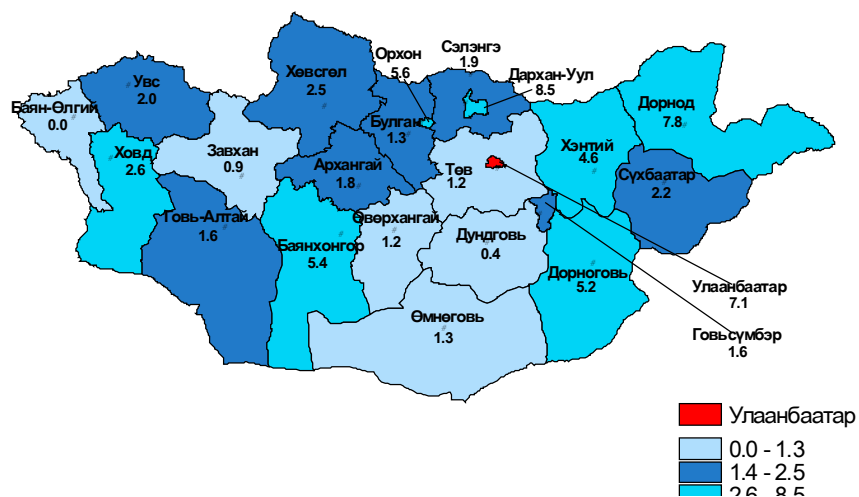 Орхон
5.6
Сэлэнгэ
1.9
Дархан-Уул
8.5
Увс
2.0
Хөвсгөл
2.5
Дорнод
7.8
Баян-Өлгий
0.0
Булган
1.3
Хэнтий
4.6
Ховд
2.6
Завхан
0.9
Архангай
1.8
Төв
1.2
Сүхбаатар
2.2
Говь-Алтай
1.6
Баянхонгор
5.4
Өвөрхангай
1.2
Дундговь
0.4
Дорноговь
5.2
Улаанбаатар
7.1
Өмнөговь
1.3
Говьсүмбэр
1.6
Улаанбаатар
0.0 - 1.3
1.4 - 2.5
2.6 - 8.5